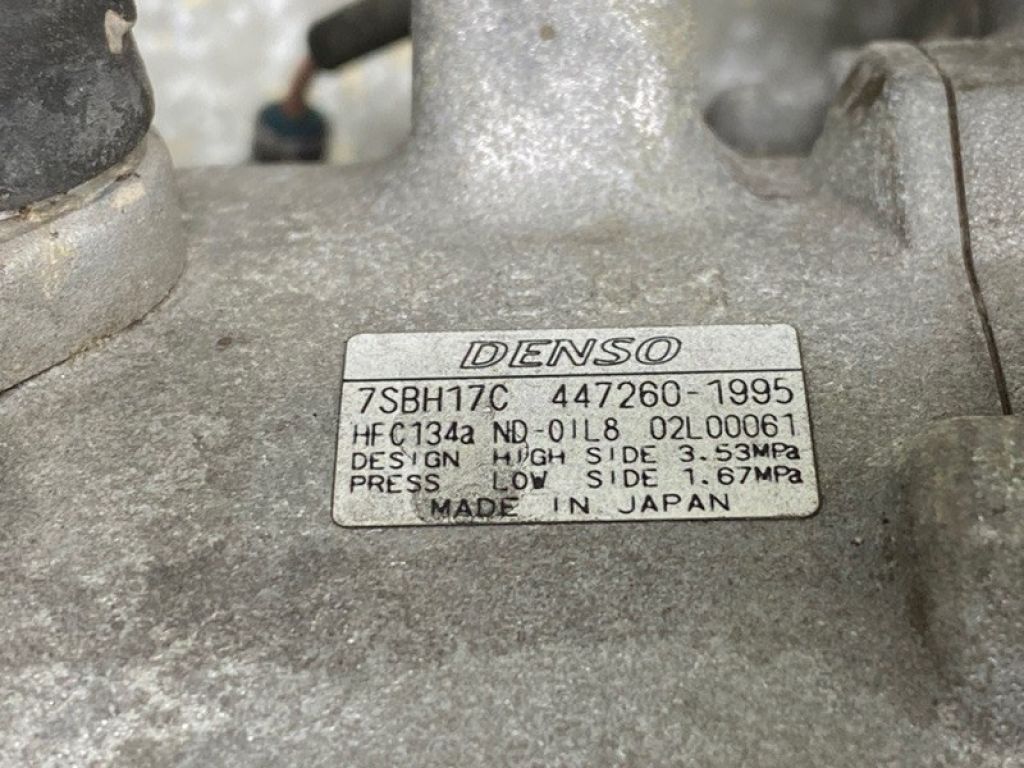 DENSO
7SBH17C 447260-1995
HFC134a ND-OIL8 02L00061
DESIGN HIGH SIDE 3.53MPa
PRESS LOW SIDE 1.67MPa
MADE IN JAPAN